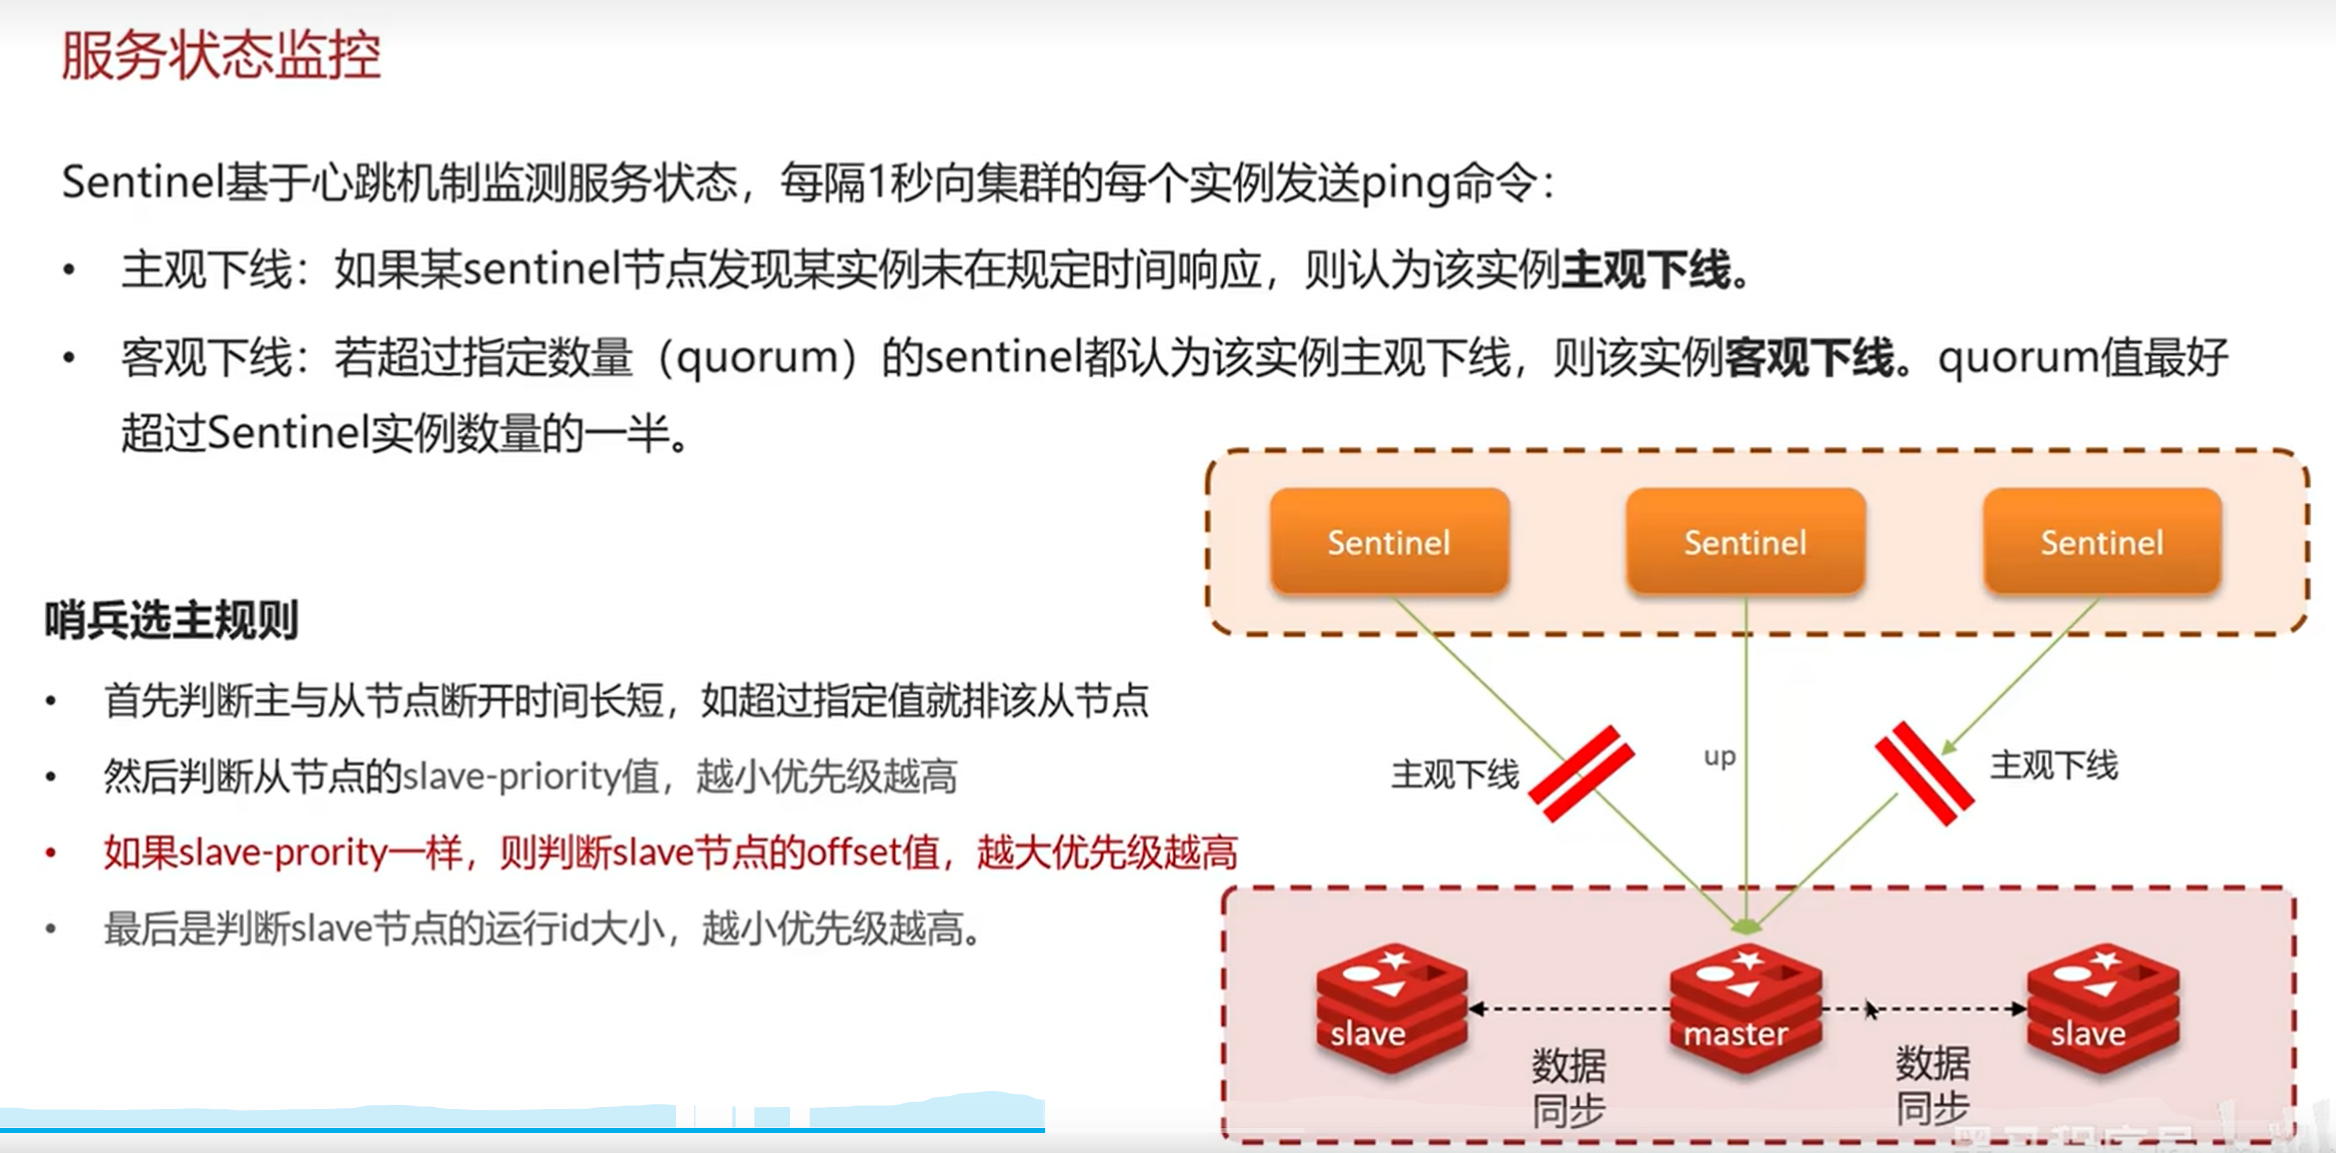 服务状态监控
Sentinel基于心跳机制监测服务状态，每隔1秒向集群的每个实例发送ping命令：
• 主观下线：如果某sentinel节点发现某实例未在规定时间响应，则认为该实例主观下线。
• 客观下线：若超过指定数量（quorum）的sentinel都认为该实例主观下线，则该实例客观下线。quorum值最好
超过Sentinel实例数量的一半。
哨兵选主规则
• 首先判断主与从节点断开时间长短，如超过指定值就排该从节点
• 然后判断从节点的slave-priority值，越小优先级越高
• 如果slave-prority一样，则判断slave节点的offset值，越大优先级越高
• 最后是判断slave节点的运行id大小，越小优先级越高。
Sentinel
Sentinel
Sentinel
主观下线
up
主观下线
slave
master
slave
数据
同步
数据
同步